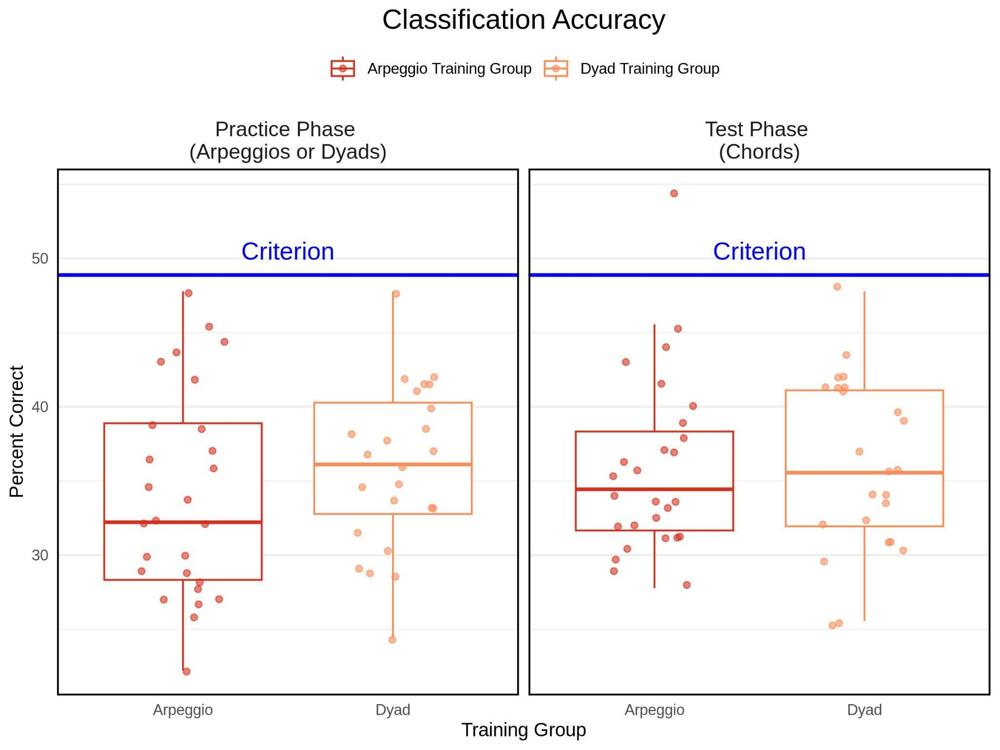 Classification Accuracy
Arpeggio Training Group
Dyad Training Group
Practice Phase
(Arpeggios or Dyads)
Test Phase
(Chords)
Percent Correct
50
40
30
Criterion
Criterion
Arpeggio
Dyad
Arpeggio
Dyad
Training Group